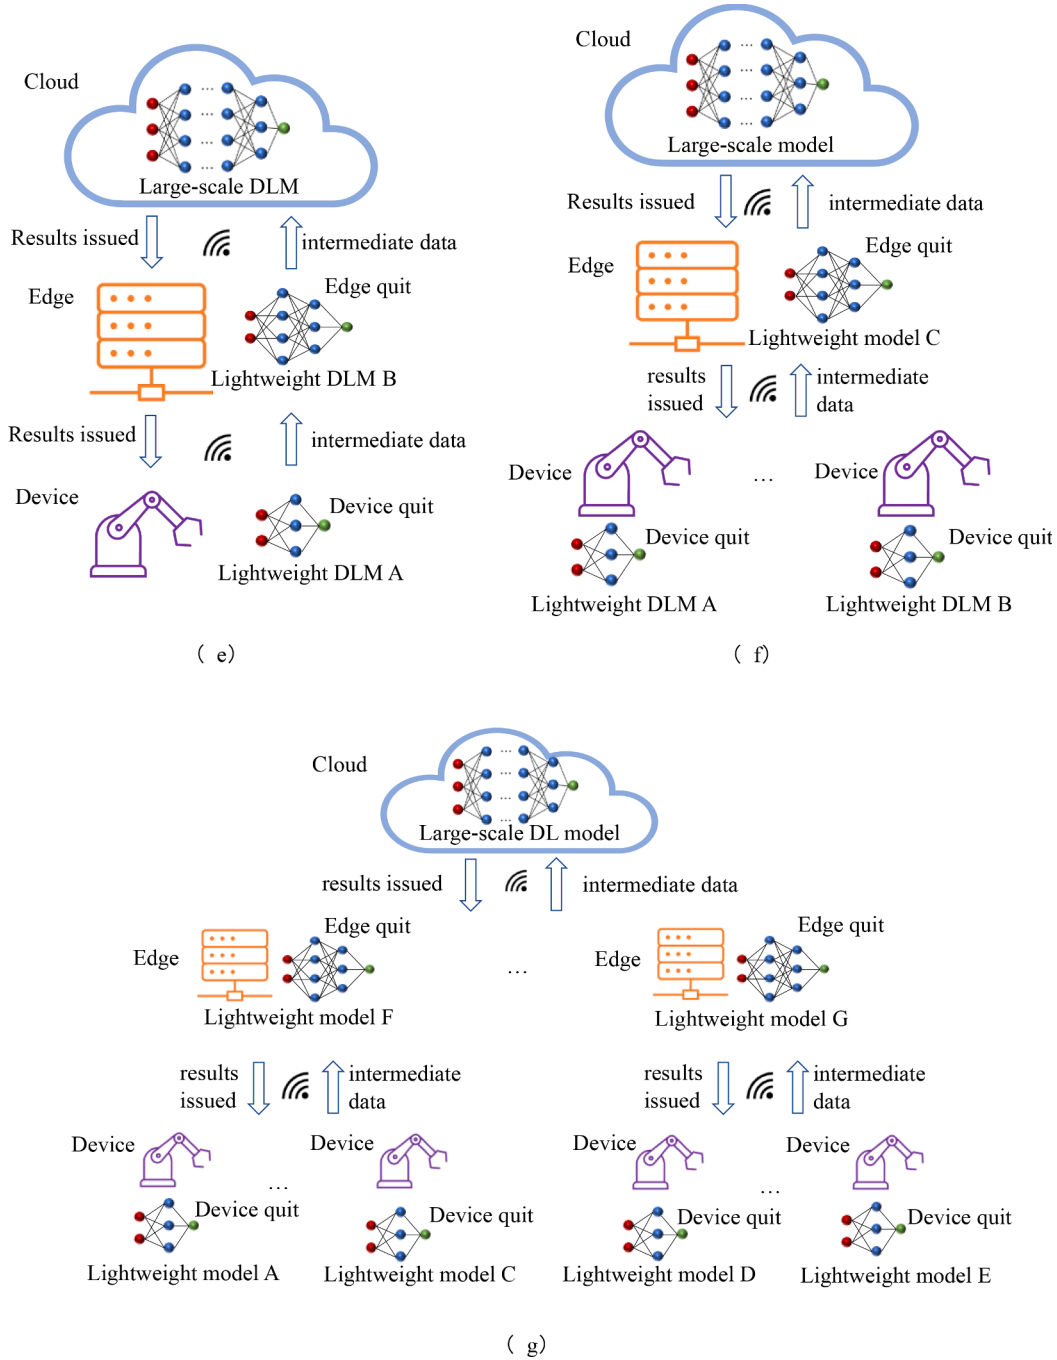 Cloud
Large-scale DLM
Results issued
intermediate data
Edge
Edge quit
Lightweight DLM B
Results issued
intermediate data
Device
Device quit
Lightweight DLM A
( e)
Cloud
Large-scale model
Results issued
intermediate data
Edge
Edge quit
Lightweight model C
results
issued
intermediate
data
Device
...
Device
Device quit
Device quit
Lightweight DLM A
Lightweight DLM B
( f)
Cloud
Large-scale DL model
results issued
intermediate data
Edge
Edge quit
Lightweight model F
...
Edge
Edge quit
Lightweight model G
results
issued
intermediate
data
results
issued
intermediate
data
Device
Device quit
Lightweight model A
...
Device
Device quit
Lightweight model C
Device
Device quit
Lightweight model D
...
Device
Device quit
Lightweight model E
( g)